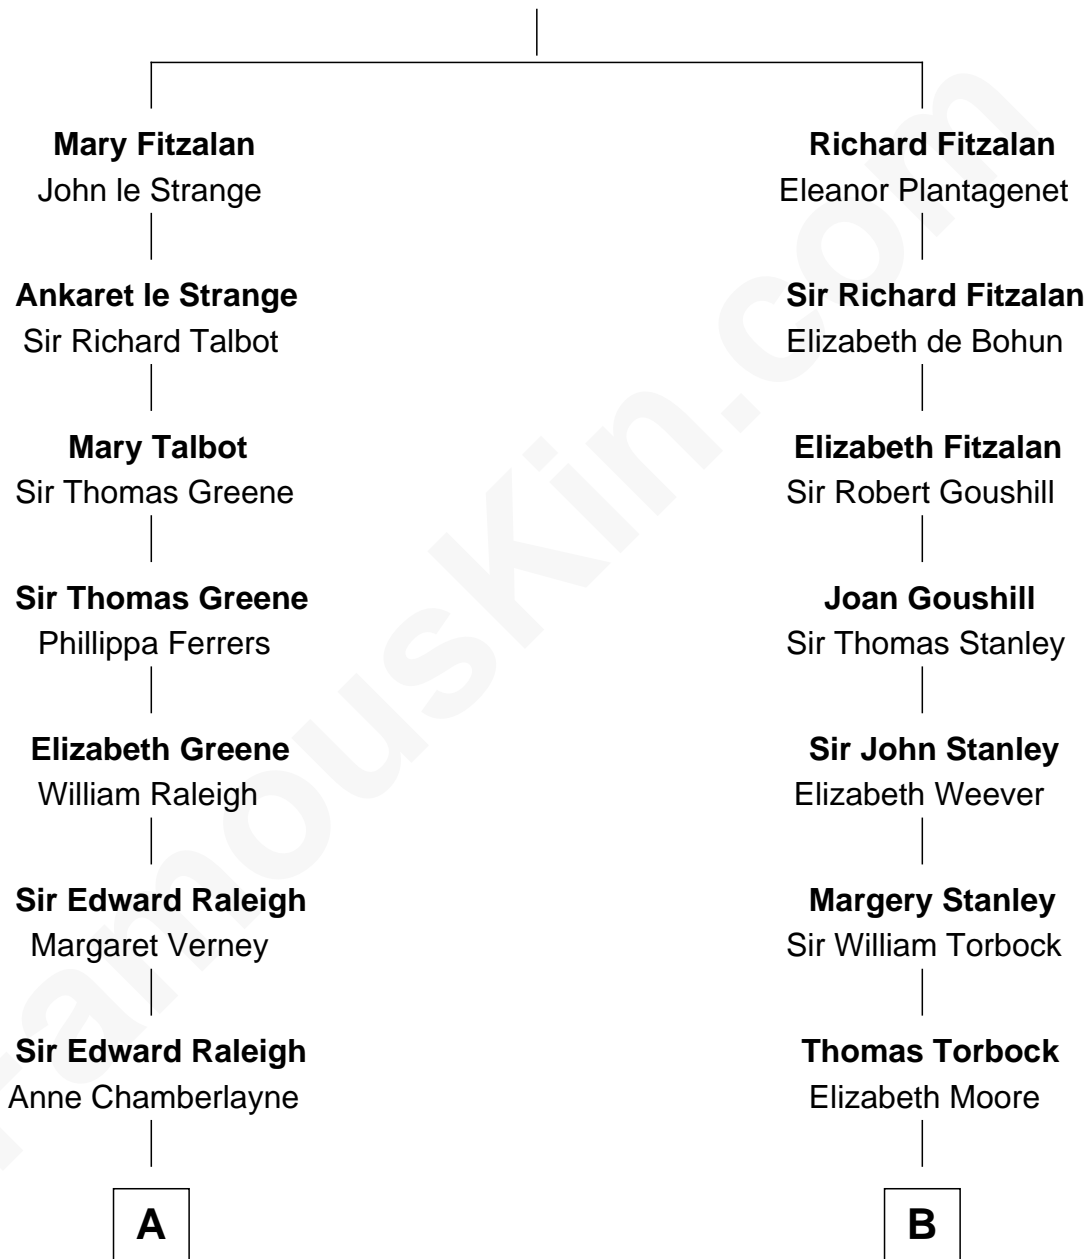 Mary Fitzalan
John le Strange
Ankaret le Strange
Sir Richard Talbot
Mary Talbot
Sir Thomas Greene
Sir Thomas Greene
Phillippa Ferrers
Elizabeth Greene
William Raleigh
Sir Edward Raleigh
Margaret Verney
Sir Edward Raleigh
Anne Chamberlayne
A
Richard Fitzalan
Eleanor Plantagenet
Sir Richard Fitzalan
Elizabeth de Bohun
Elizabeth Fitzalan
Sir Robert Goushill
Joan Goushill
Sir Thomas Stanley
Sir John Stanley
Elizabeth Weever
Margery Stanley
Sir William Torbock
Thomas Torbock
Elizabeth Moore
B
FamousKin.com